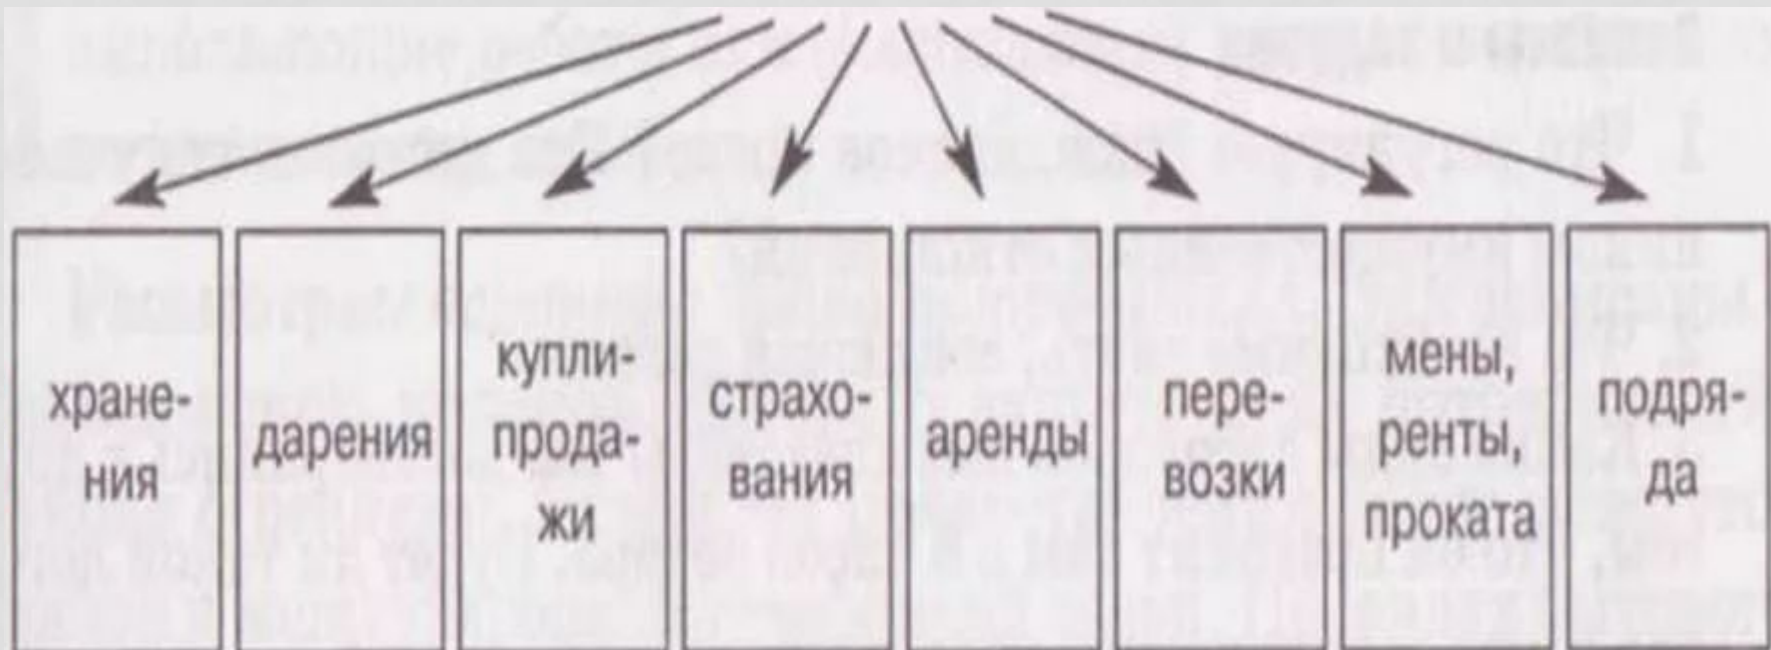 хране-
ния
дарения
купли-
прода-
жи
страхо-
вания
аренды
пере-
возки
мены,
ренты,
проката
подря-
да